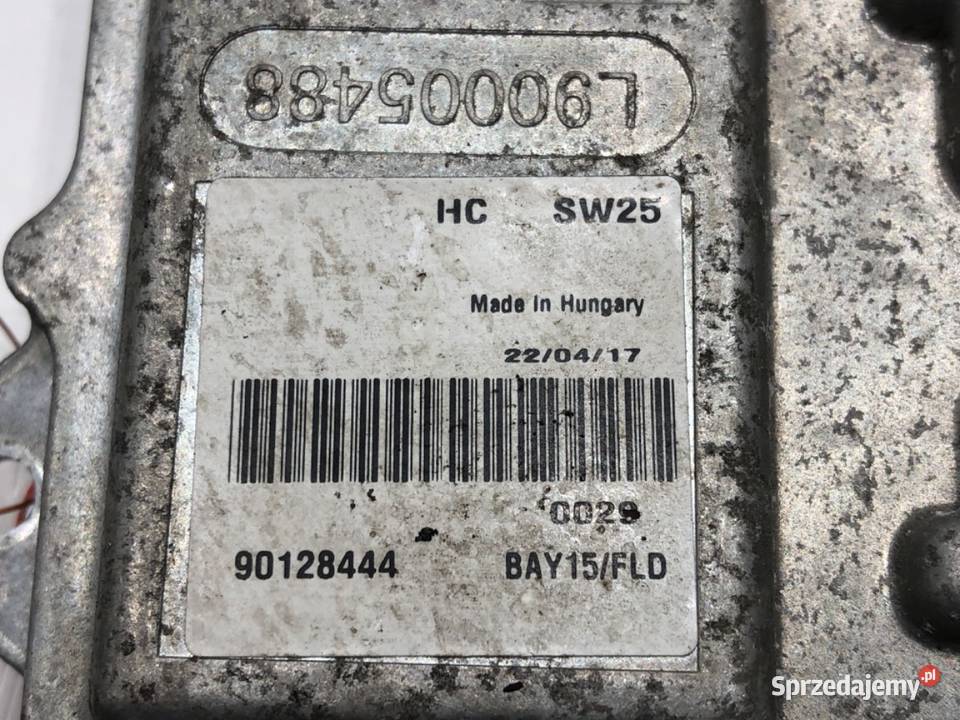 L90005488
HC SW25
Made in Hungary
22/04/17
0029
90128444 BAY15/FLD
Sprzedajemy.pl